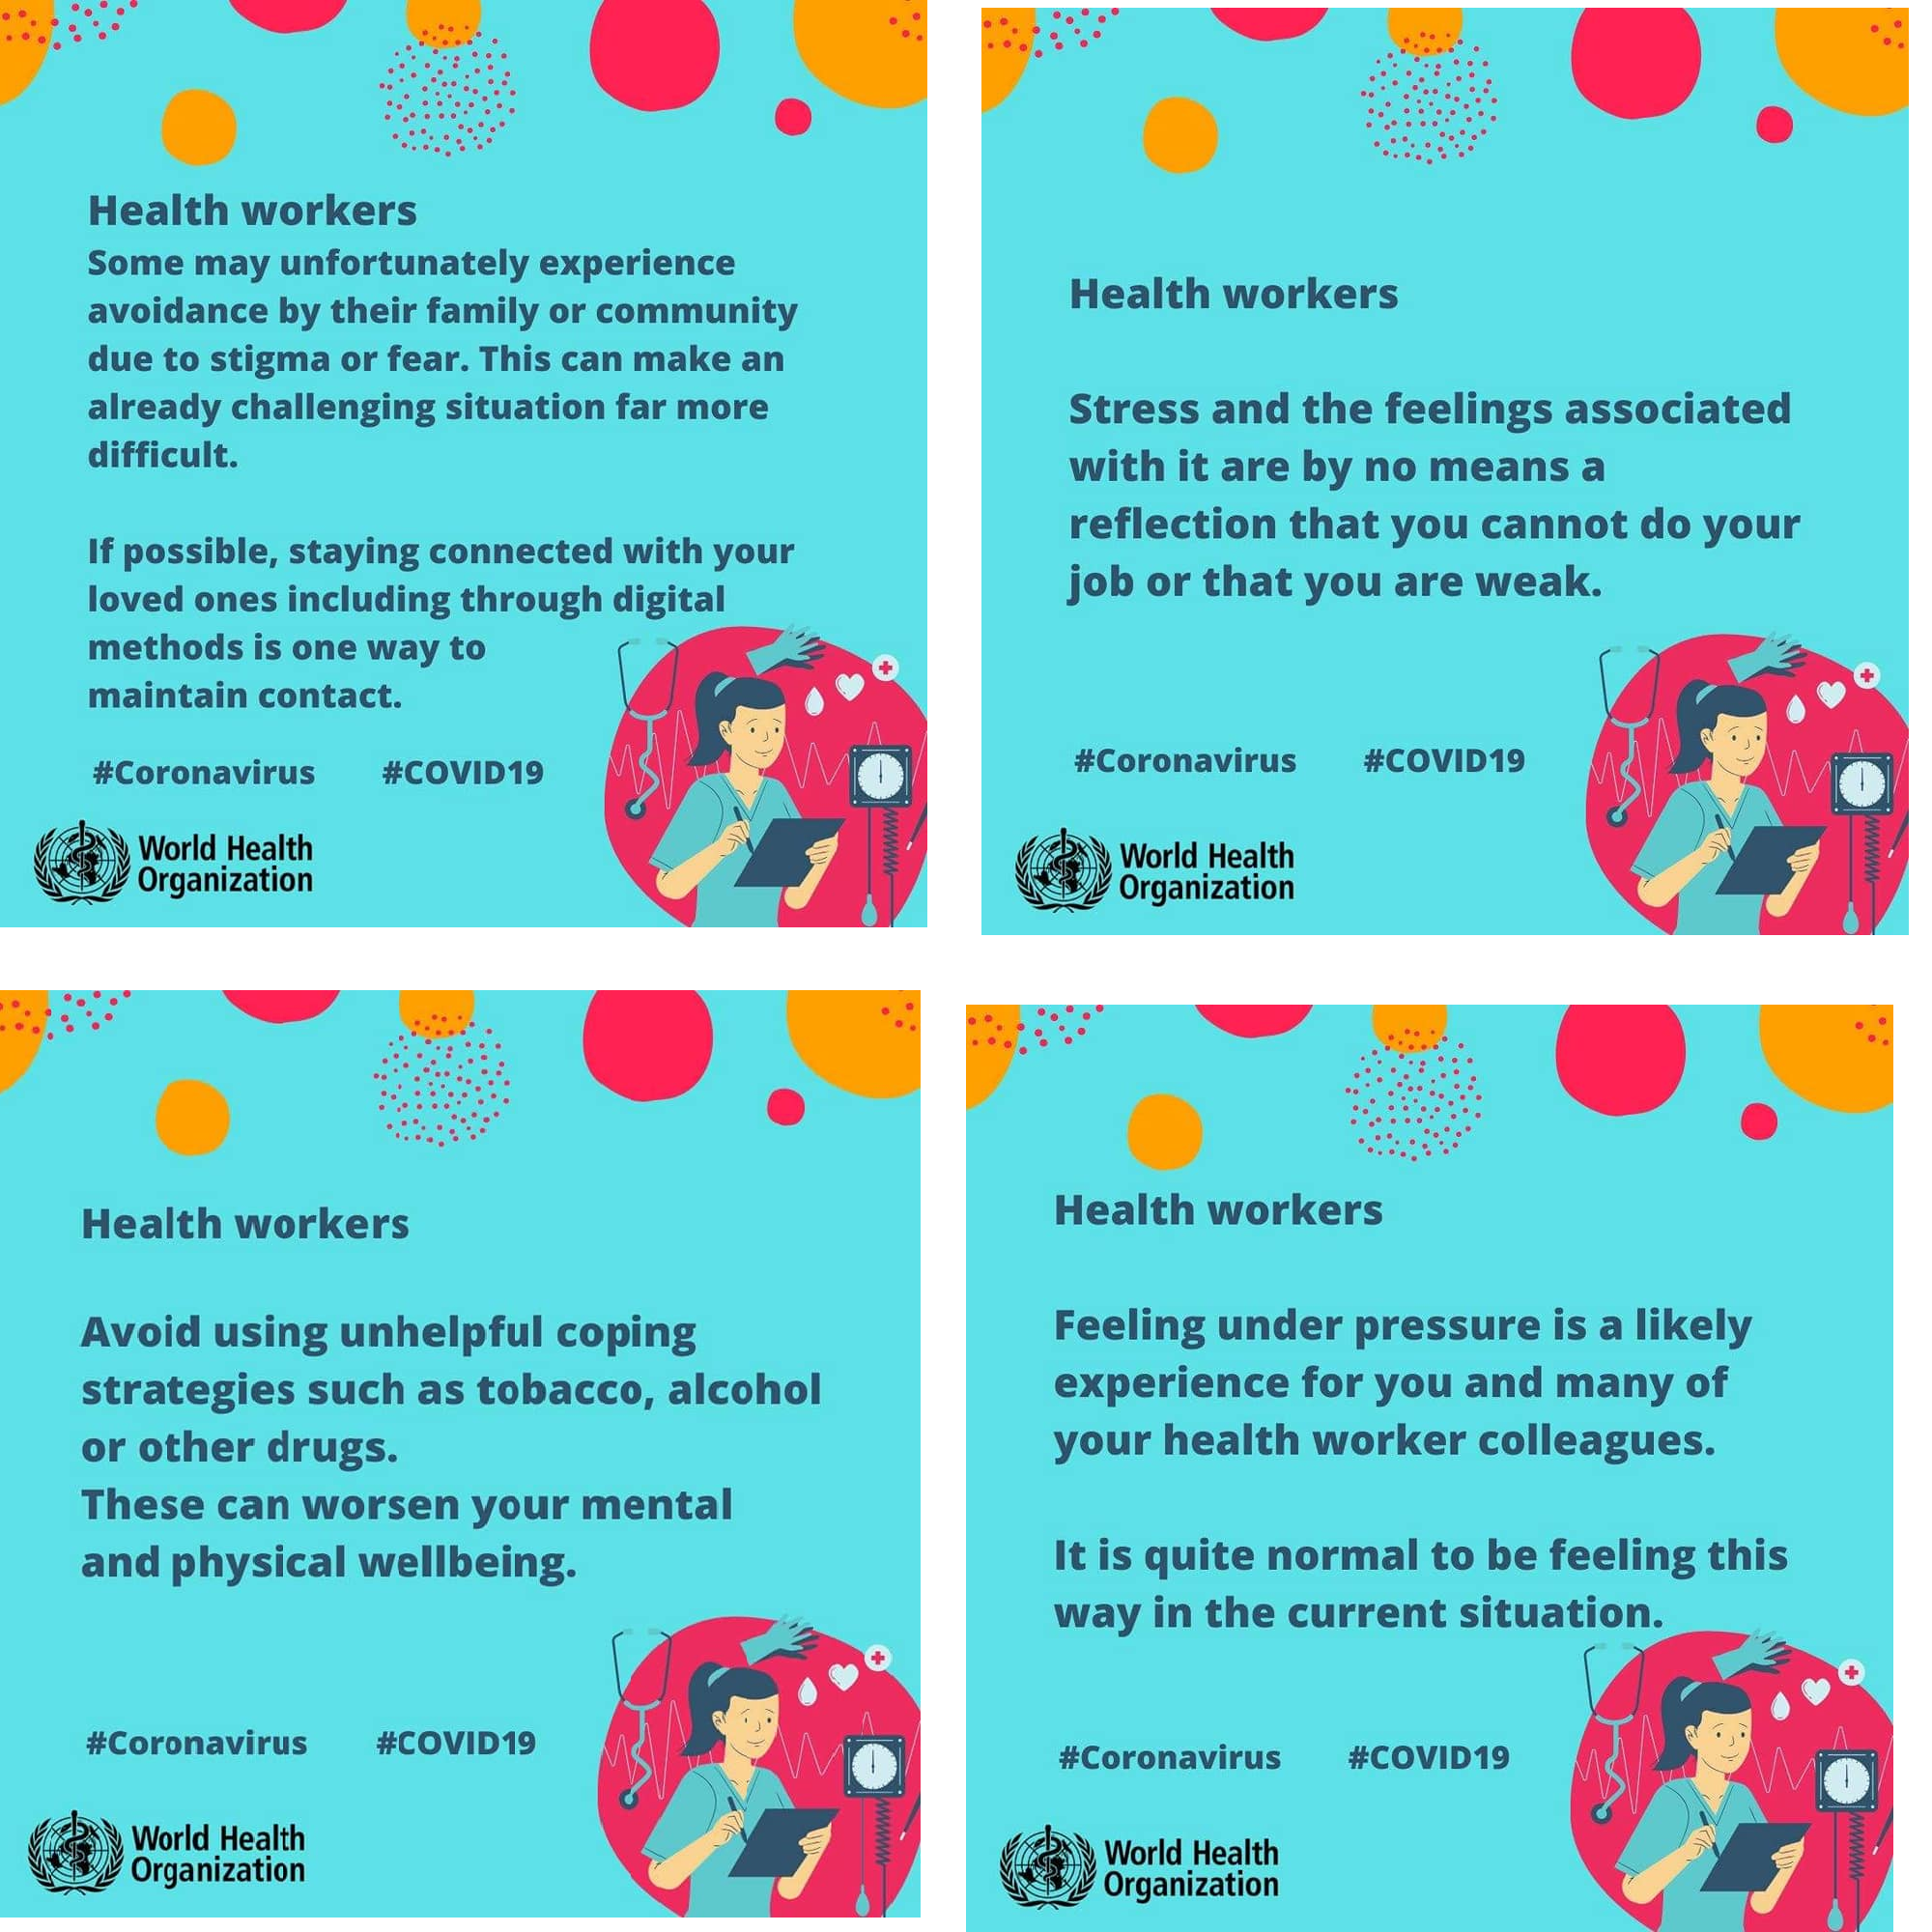 Health workers
Some may unfortunately experience
avoidance by their family or community
due to stigma or fear. This can make an
already challenging situation far more
difficult.
If possible, staying connected with your
loved ones including through digital
methods is one way to
maintain contact.
#Coronavirus #COVID19
World Health
Organization
Health workers
Stress and the feelings associated
with it are by no means a
reflection that you cannot do your
job or that you are weak.
#Coronavirus #COVID19
World Health
Organization
Health workers
Avoid using unhelpful coping
strategies such as tobacco, alcohol
or other drugs.
These can worsen your mental
and physical wellbeing.
#Coronavirus #COVID19
World Health
Organization
Health workers
Feeling under pressure is a likely
experience for you and many of
your health worker colleagues.
It is quite normal to be feeling this
way in the current situation.
#Coronavirus #COVID19
World Health
Organization